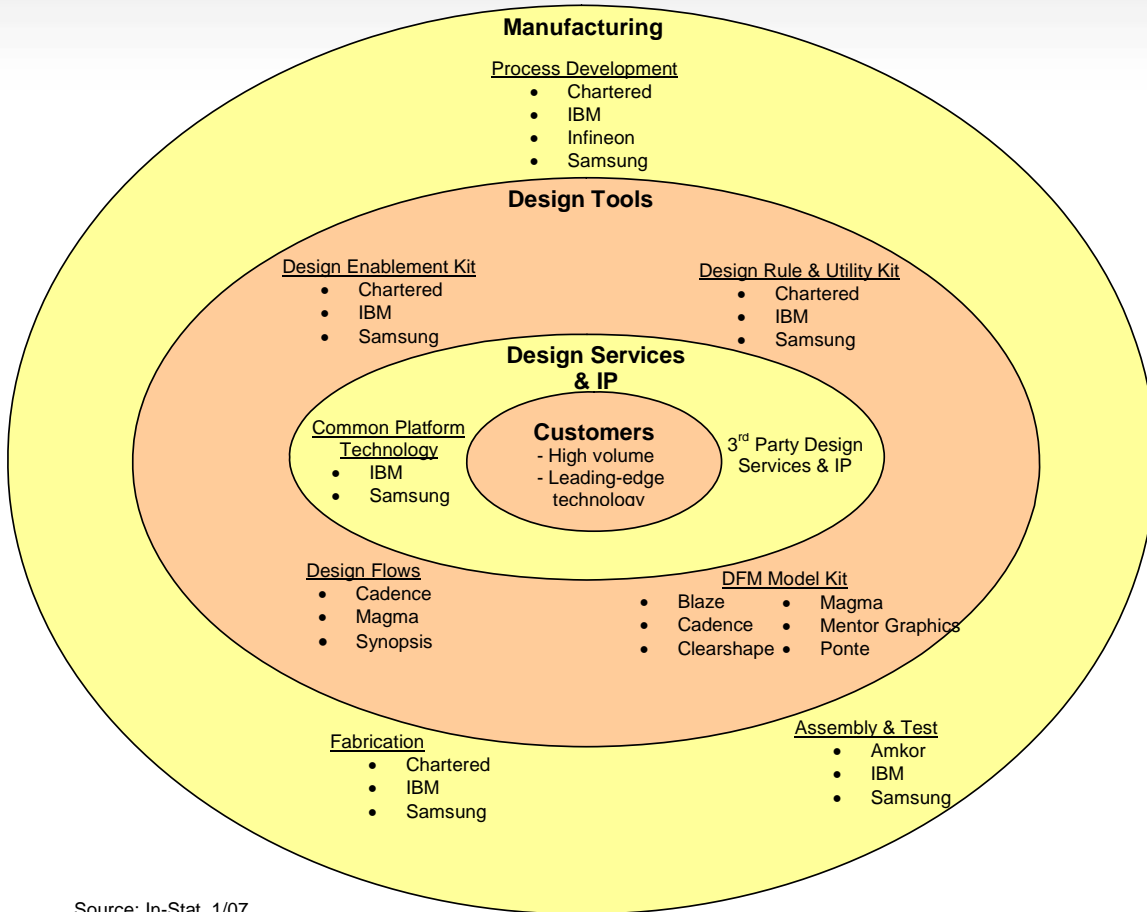 Manufacturing
Process Development
• Chartered
• IBM
• Infineon
• Samsung
Design Tools
Design Enablement Kit
• Chartered
• IBM
• Samsung
Design Rule & Utility Kit
• Chartered
• IBM
• Samsung
Design Services
& IP
Common Platform
Technology
• IBM
• Samsung
Customers
- High volume
- Leading-edge
technology
3rd Party Design
Services & IP
Design Flows
• Cadence
• Magma
• Synopsis
DFM Model Kit
• Blaze • Magma
• Cadence • Mentor Graphics
• Clearshape • Ponte
Fabrication
• Chartered
• IBM
• Samsung
Assembly & Test
• Amkor
• IBM
• Samsung
Source: In-Stat, 1/07